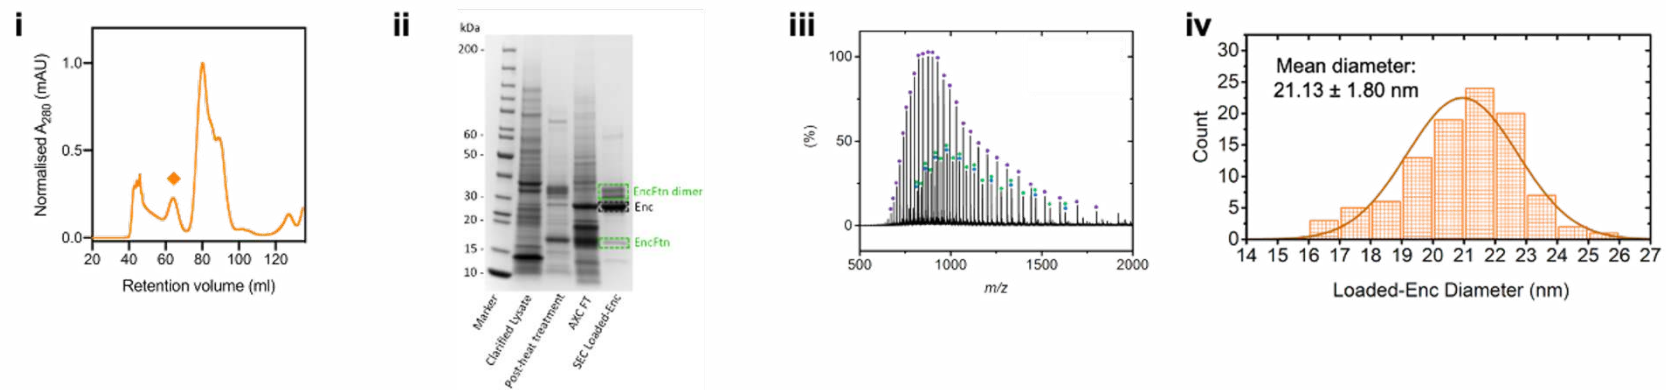 i
Normalised A280 (mAU)
1.0
0.5
0.0
20 40 60 80 100 120
Retention volume (ml)
ii
kDa
200 -
60 -
50 -
30 -
20 -
15 -
10 -
EncFtn dimer
Enc
EncFtn
Marker
Clarified Lysate
Post-heat treatment
AXC FT
SEC Loaded-Enc
iii
(%)
100
50
0
500 1000 1500 2000
m/z
iv
Mean diameter:
21.13 ± 1.80 nm
Count
30
25
20
15
10
5
0
14 15 16 17 18 19 20 21 22 23 24 25 26 27
Loaded-Enc Diameter (nm)